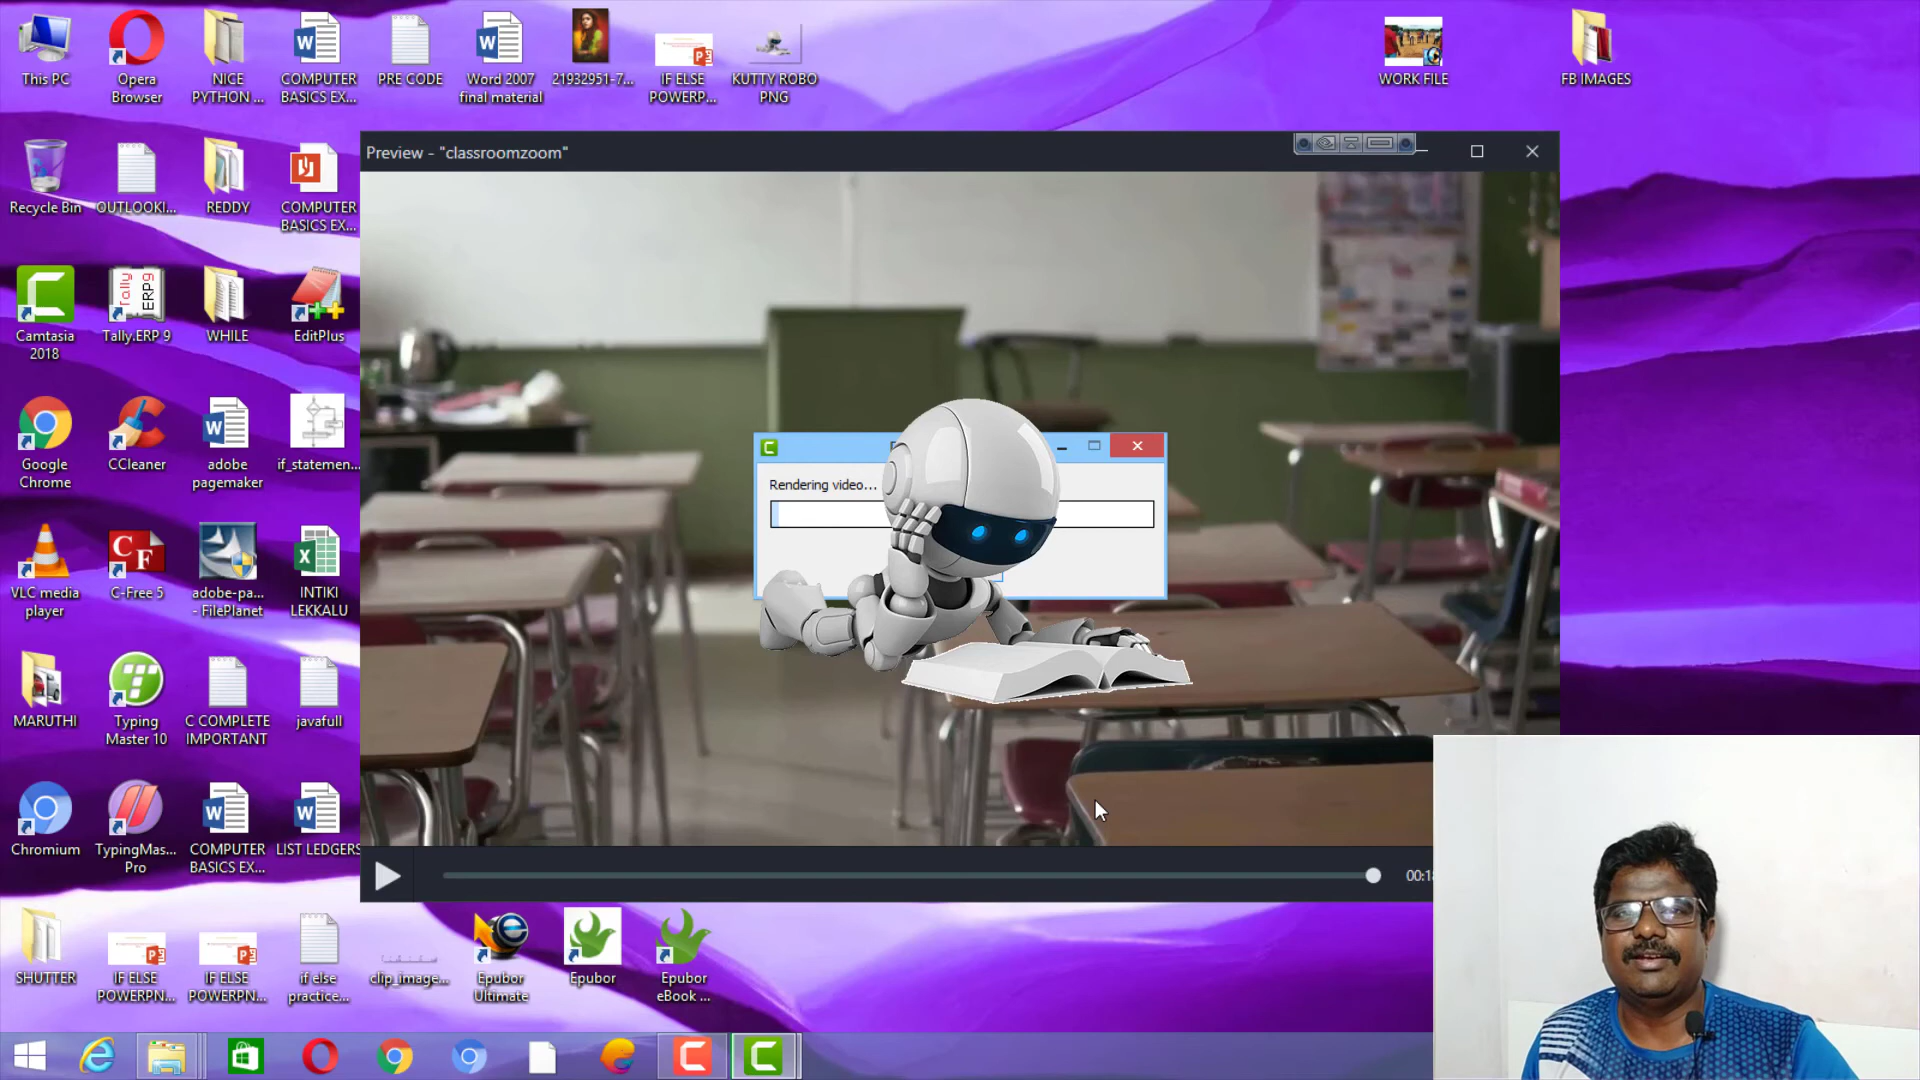 This PC
Opera
Browser
NICE
PYTHON ...
COMPUTER
BASICS EX...
PRE CODE
Word 2007
final material
21932951-7...
IF ELSE
POWERP...
KUTTY ROBO
PNG
WORK FILE
FB IMAGES
Preview - "classroomzoom"
Recycle Bin
OUTLOOKI...
REDDY
COMPUTER
BASICS EX...
Camtasia
2018
Tally.ERP 9
WHILE
EditPlus
Google
Chrome
CCleaner
adobe
pagemaker
if_statemen...
Rendering video...
VLC media
player
C-Free 5
adobe-pa...
- FilePlanet
INTIKI
LEKKALU
MARUTHI
Typing
Master 10
C COMPLETE
IMPORTANT
javafull
Chromium
TypingMas...
Pro
COMPUTER
BASICS EX...
LIST LEDGERS
00:18
SHUTTER
IF ELSE
POWERPN...
IF ELSE
POWERPN...
if else
practice...
clip_image...
Epubor
Ultimate
Epubor
Epubor
eBook ...